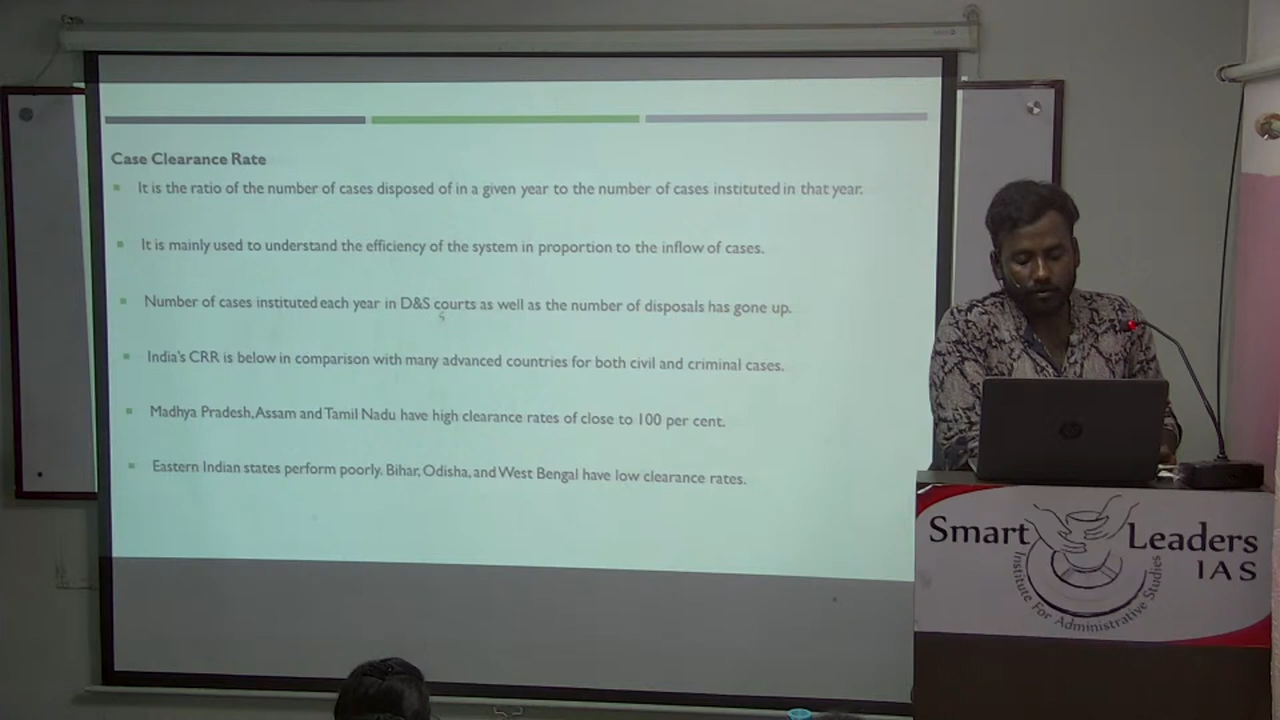 Case Clearance Rate
It is the ratio of the number of cases disposed of in a given year to the number of cases instituted in that year.
It is mainly used to understand the efficiency of the system in proportion to the inflow of cases.
Number of cases instituted each year in D&S courts as well as the number of disposals has gone up.
India's CRR is below in comparison with many advanced countries for both civil and criminal cases.
Madhya Pradesh, Assam and Tamil Nadu have high clearance rates of close to 100 per cent.
Eastern Indian states perform poorly. Bihar, Odisha, and West Bengal have low clearance rates.
Smart Leaders
IAS
Institute For Administrative Studies
hp